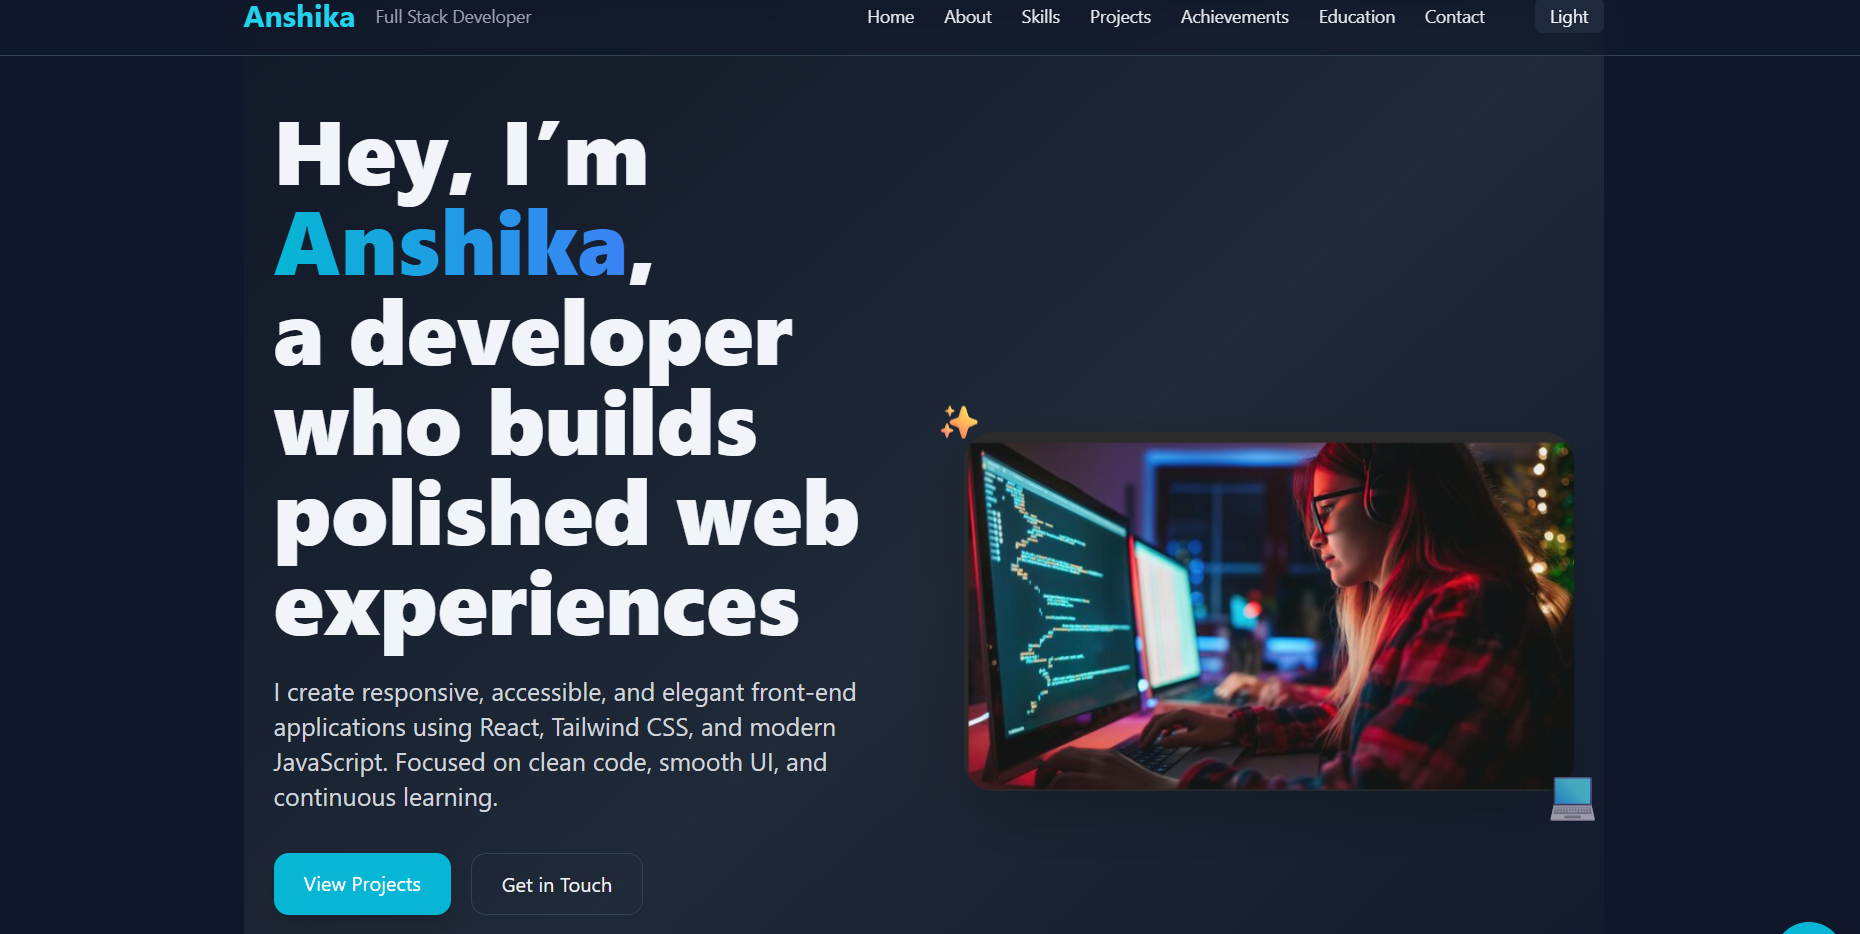 Anshika Full Stack Developer Home About Skills Projects Achievements Education Contact Light
Hey, I´m
Anshika,
a developer
who builds
polished web
experiences
I create responsive, accessible, and elegant front-end
applications using React, Tailwind CSS, and modern
JavaScript. Focused on clean code, smooth UI, and
continuous learning.
View Projects Get in Touch